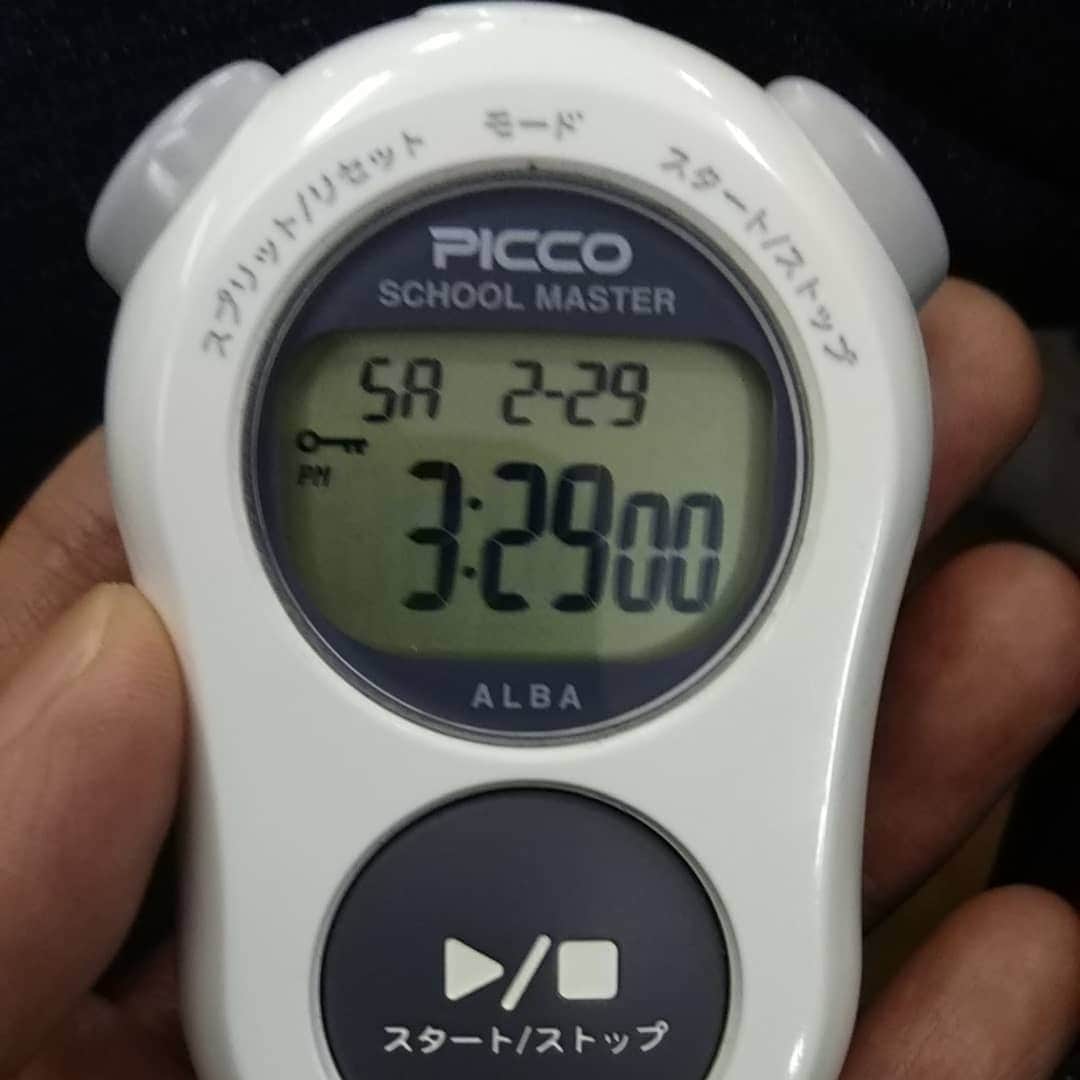 スプリット/リセット
モード
スタート/ストップ
PICCO
SCHOOL MASTER
SA 2-29
PM
3:29 00
ALBA
スタート/ストップ